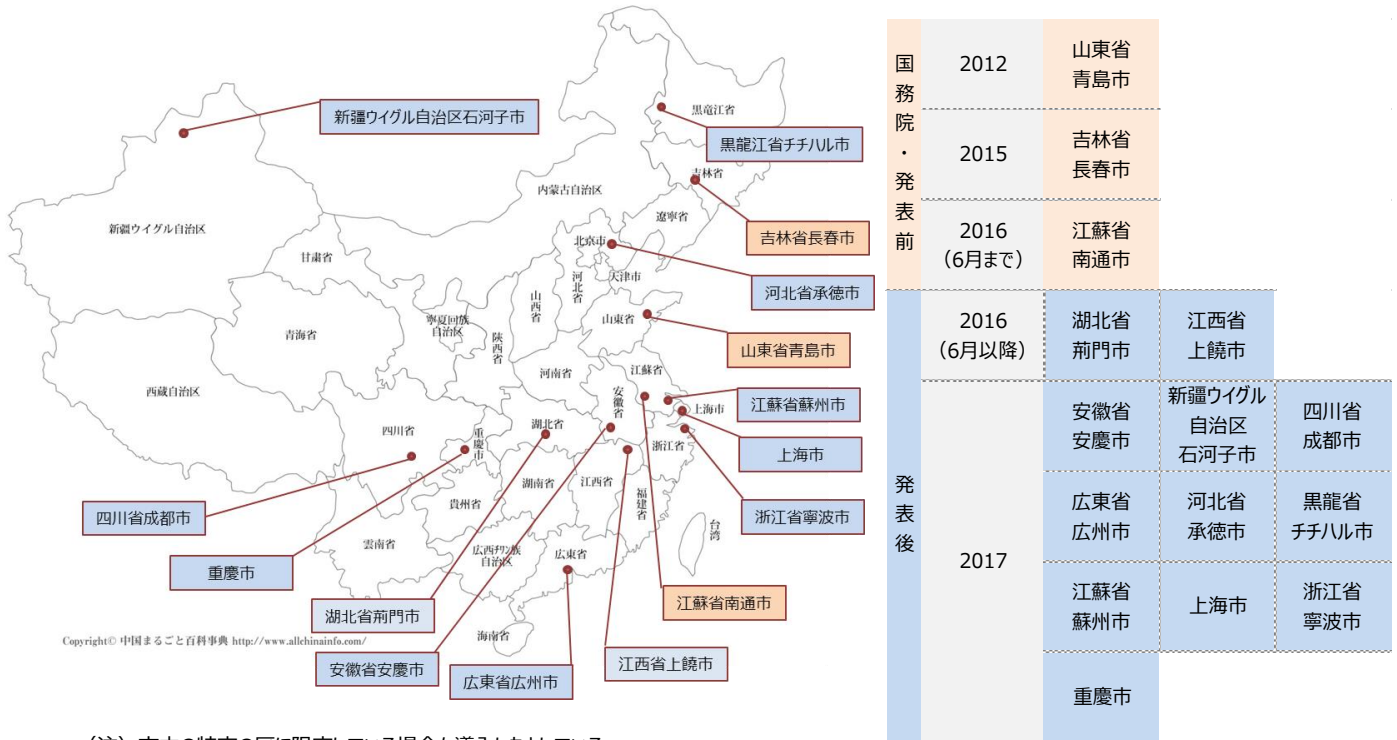 新疆ウイグル自治区石河子市
黒竜江省
黒龍江省チチハル市
内蒙古自治区
吉林省
新疆ウイグル自治区
遼寧省
吉林省長春市
北京市
甘粛省
天津市
河北省
河北省承徳市
山西省
山東省
寧夏回族
自治区
青海省
陝西省
山東省青島市
河南省
江蘇省
西蔵自治区
安徽省
江蘇省蘇州市
上海市
四川省
重慶市
湖北省
浙江省
上海市
湖南省
江西省
貴州省
福建省
四川省成都市
浙江省寧波市
台湾
雲南省
広西チワン族
自治区
広東省
重慶市
江蘇省南通市
湖北省荊門市
海南省
Copyright© 中国まるごと百科事典 http://www.allchinainfo.com/
安徽省安慶市
江西省上饒市
広東省広州市
国務院・発表前
2012
山東省
青島市
2015
吉林省
長春市
2016
（6月まで）
江蘇省
南通市
発表後
2016
（6月以降）
湖北省
荊門市
江西省
上饒市
2017
安徽省
安慶市
新疆ウイグル
自治区
石河子市
四川省
成都市
広東省
広州市
河北省
承徳市
黒龍省
チチハル市
江蘇省
蘇州市
上海市
浙江省
寧波市
重慶市